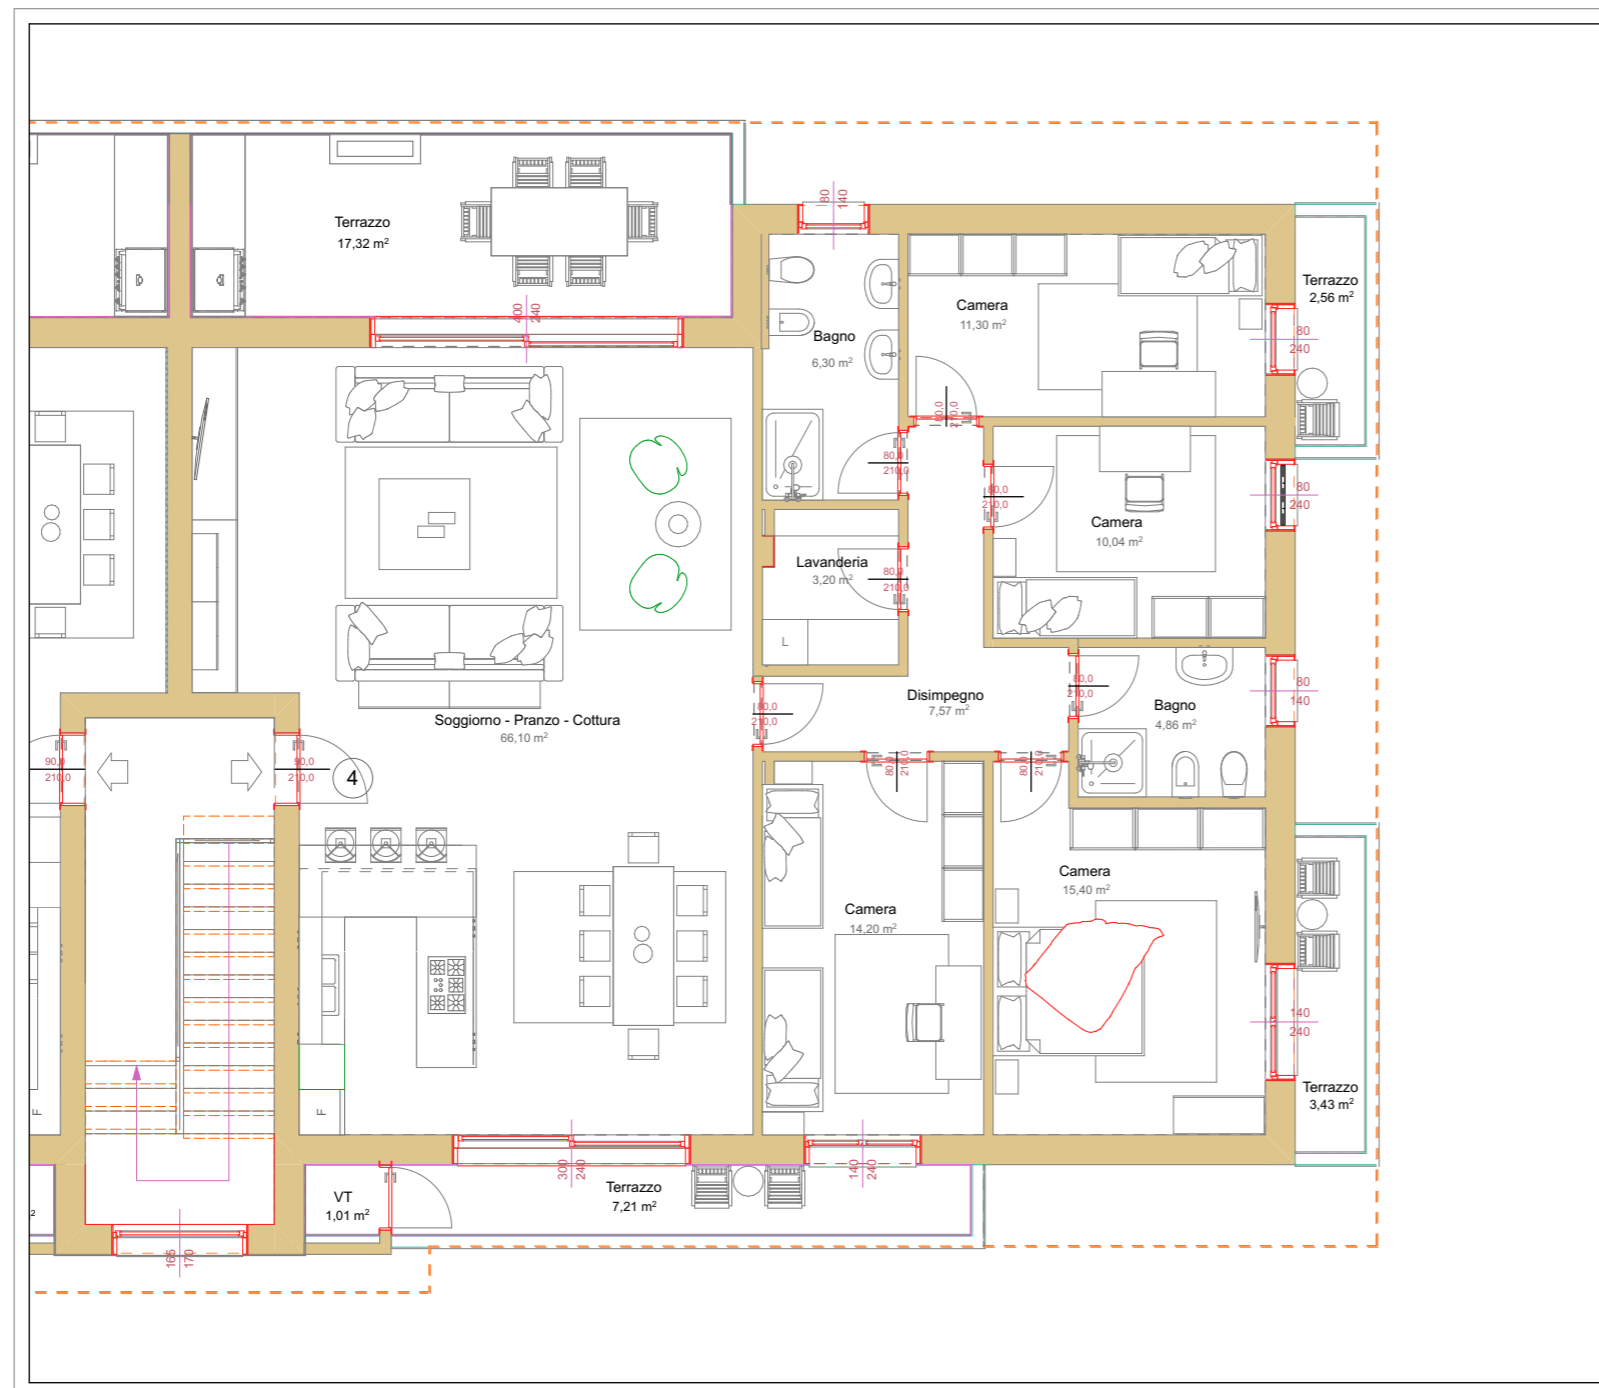 80
140
Terrazzo
17,32 m²
400
240
Bagno
6,30 m²
Camera
11,30 m²
Terrazzo
2,56 m²
80
240
80,0
210,0
80,0
210,0
80,0
210,0
80
240
Camera
10,04 m²
Lavanderia
3,20 m²
80,0
210,0
L
Disimpegno
7,57 m²
80,0
210,0
80,0
210,0
Bagno
4,86 m²
80
140
Soggiorno - Pranzo - Cottura
66,10 m²
90,0
210,0
90,0
210,0
4
80,0
210,0
80,0
210,0
Camera
15,40 m²
Camera
14,20 m²
140
240
Terrazzo
3,43 m²
F
F
300
240
140
240
VT
1,01 m²
Terrazzo
7,21 m²
2
165
170